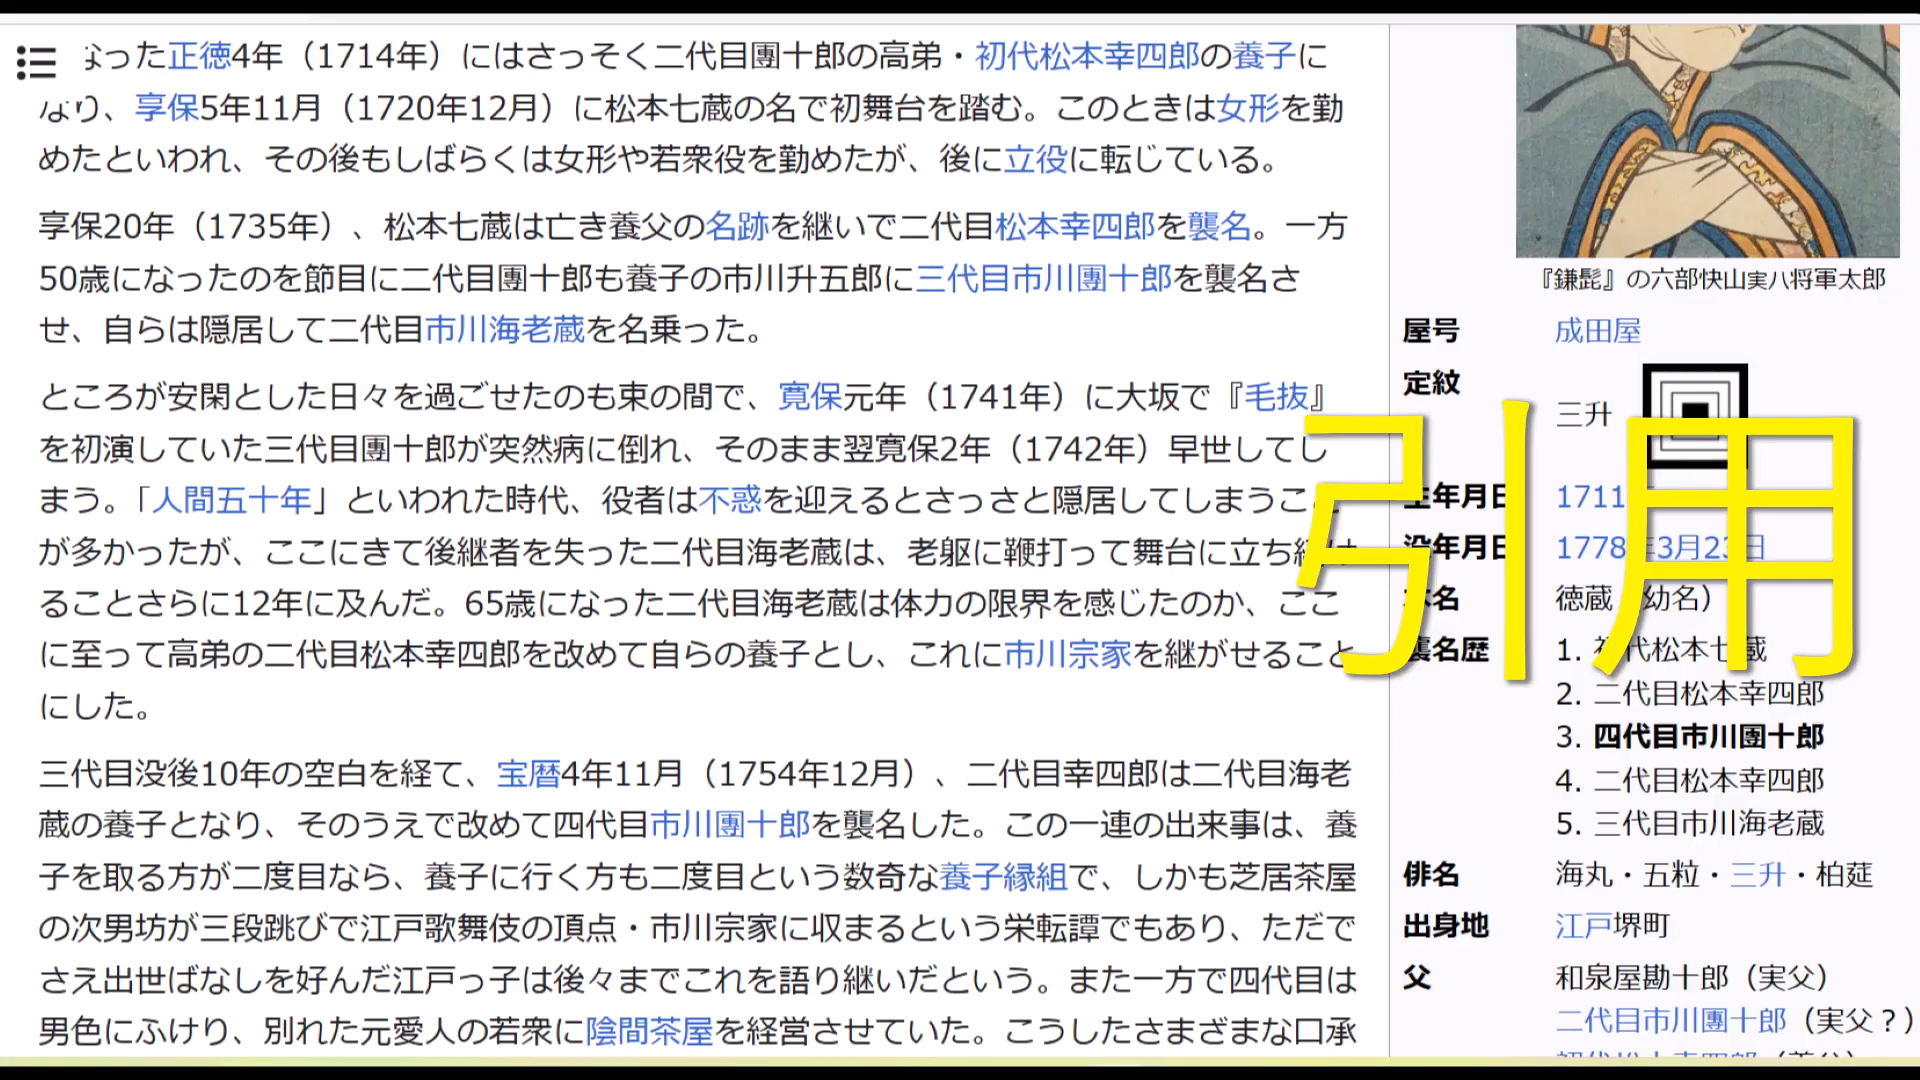 なった正徳4年（1714年）にはさっそく二代目團十郎の高弟・初代松本幸四郎の養子に
なり、享保5年11月（1720年12月）に松本七蔵の名で初舞台を踏む。このときは女形を勤
めたといわれ、その後もしばらくは女形や若衆役を勤めたが、後に立役に転じている。
享保20年（1735年）、松本七蔵は亡き養父の名跡を継いで二代目松本幸四郎を襲名。一方
50歳になったのを節目に二代目團十郎も養子の市川升五郎に三代目市川團十郎を襲名さ
せ、自らは隠居して二代目市川海老蔵を名乗った。
ところが安閑とした日々を過ごせたのも束の間で、寛保元年（1741年）に大坂で『毛抜』
を初演していた三代目團十郎が突然病に倒れ、そのまま翌寛保2年（1742年）早世してし
まう。「人間五十年」といわれた時代、役者は不惑を迎えるとさっさと隠居してしまうこと
が多かったが、ここにきて後継者を失った二代目海老蔵は、老躯に鞭打って舞台に立ち続け
ることさらに12年に及んだ。65歳になった二代目海老蔵は体力の限界を感じたのか、ここ
に至って高弟の二代目松本幸四郎を改めて自らの養子とし、これに市川宗家を継がせること
にした。
三代目没後10年の空白を経て、宝暦4年11月（1754年12月）、二代目幸四郎は二代目海老
蔵の養子となり、そのうえで改めて四代目市川團十郎を襲名した。この一連の出来事は、養
子を取る方が二度目なら、養子に行く方も二度目という数奇な養子縁組で、しかも芝居茶屋
の次男坊が三段跳びで江戸歌舞伎の頂点・市川宗家に収まるという栄転譚でもあり、ただで
さえ出世ばなしを好んだ江戸っ子は後々までこれを語り継いだという。また一方で四代目は
男色にふけり、別れた元愛人の若衆に陰間茶屋を経営させていた。こうしたさまざまな口承
『鎌髭』の六部快山実八将軍太郎
屋号 成田屋
定紋
三升
引用
生年月日 1711
没年月日 1778年3月23日
本名 徳蔵（幼名）
襲名歴 1. 初代松本七蔵
2. 二代目松本幸四郎
3. 四代目市川團十郎
4. 二代目松本幸四郎
5. 三代目市川海老蔵
俳名 海丸・五粒・三升・柏莚
出身地 江戸堺町
父 和泉屋勘十郎（実父）
二代目市川團十郎（実父？）